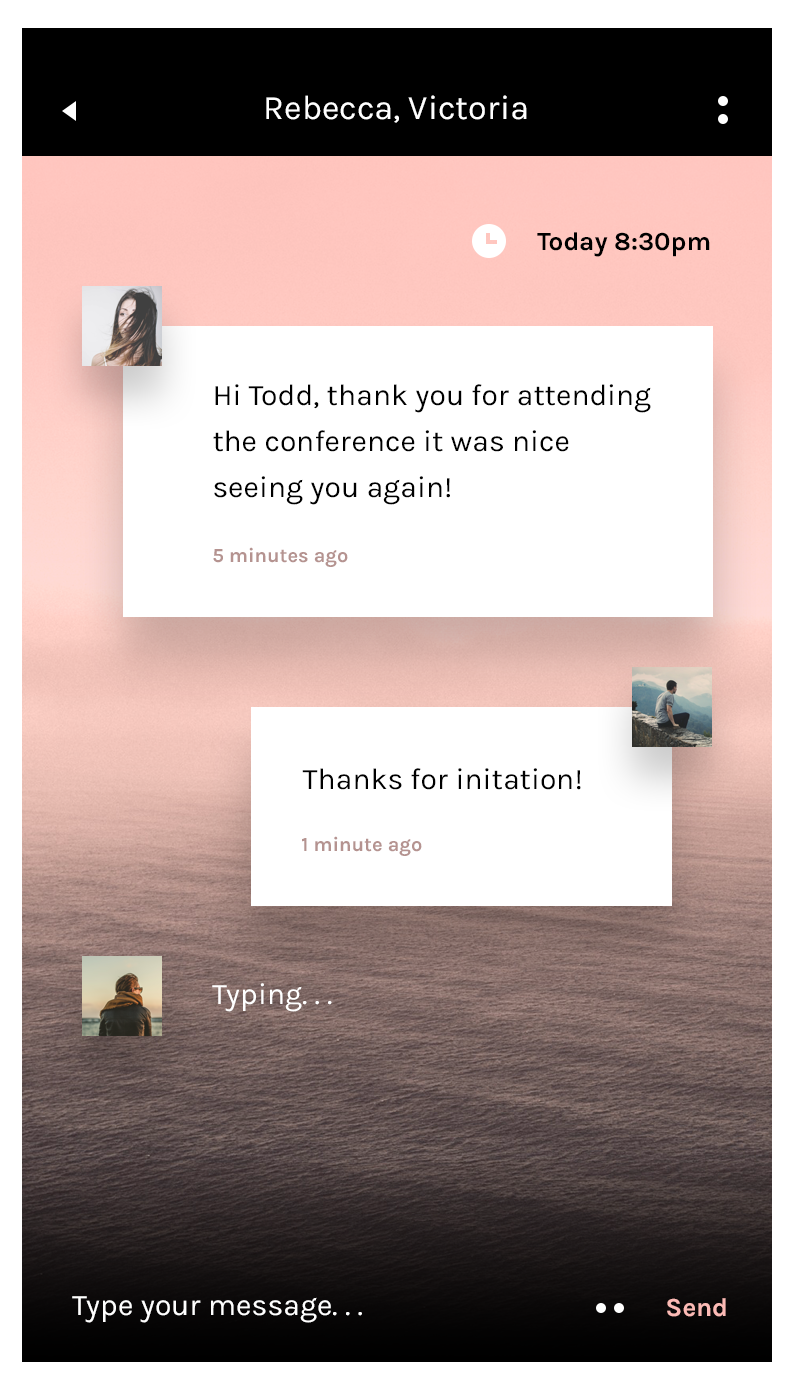 Rebecca, Victoria
Today 8:30pm
Hi Todd, thank you for attending
the conference it was nice
seeing you again!
5 minutes ago
Thanks for initation!
1 minute ago
Typing...
Type your message...
Send